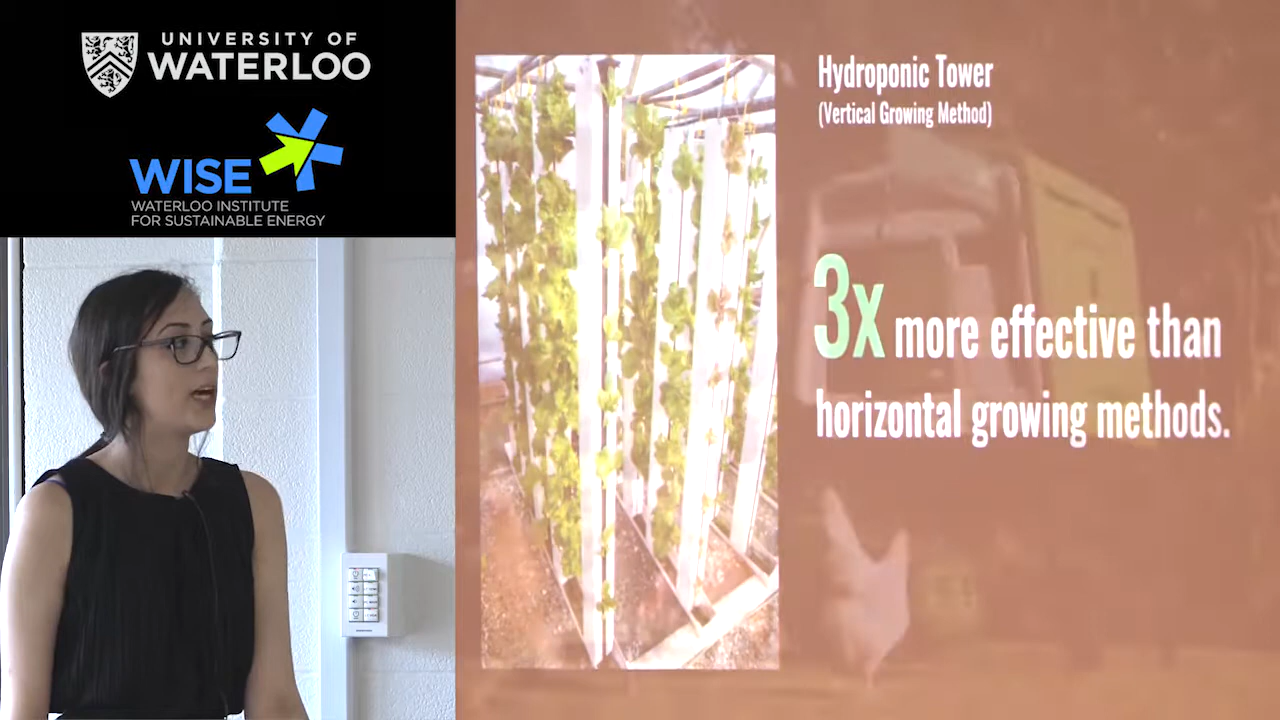 UNIVERSITY OF
WATERLOO
WISE
WATERLOO INSTITUTE
FOR SUSTAINABLE ENERGY
Hydroponic Tower
(Vertical Growing Method)
3x more effective than
horizontal growing methods.